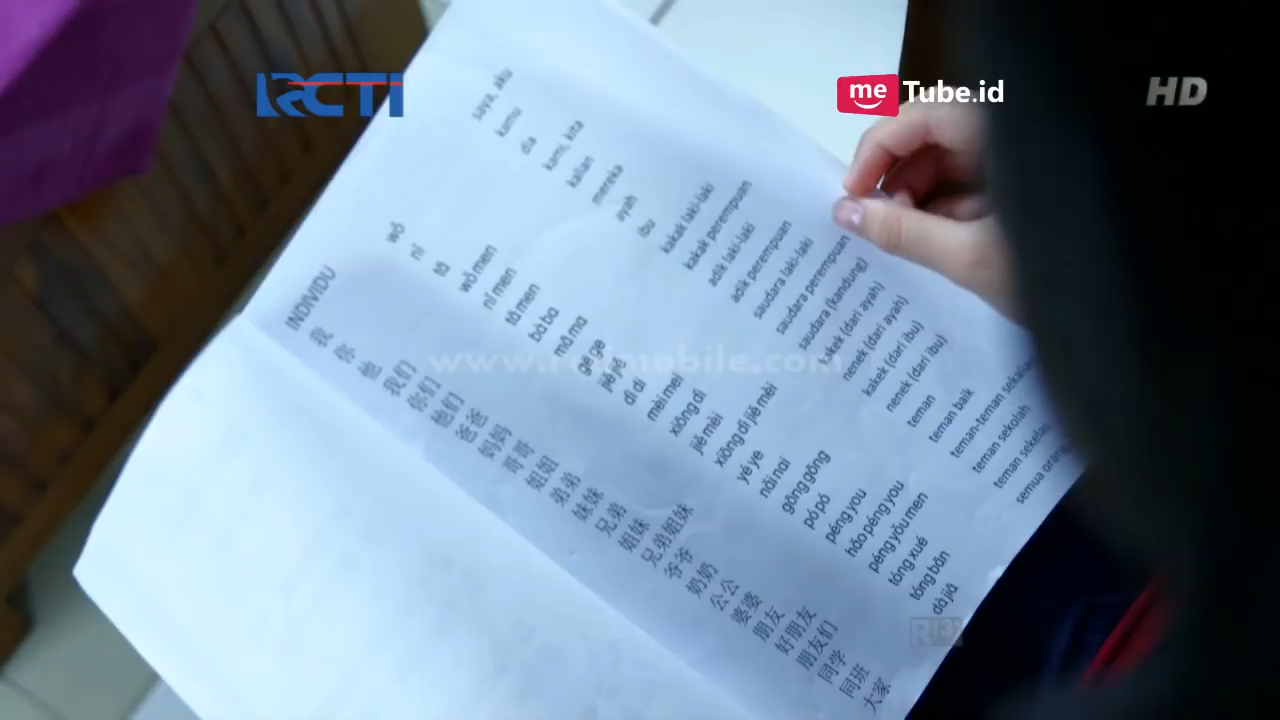 RCTI
me Tube.id
HD
INDIVIDU
我 wǒ saya, aku
你 nǐ kamu
他 tā dia
我们 wǒ men kami, kita
你们 nǐ men kalian
他们 tā men mereka
爸爸 bà ba ayah
妈妈 mā ma ibu
哥哥 gē ge kakak laki-laki
姐姐 jiě jě kakak perempuan
弟弟 dì di adik laki-laki
妹妹 mèi mei adik perempuan
兄弟 xiōng dì saudara laki-laki
姐妹 jiě mèi saudara perempuan
兄弟姐妹 xiōng dì jiě mèi saudara (kandung)
爷爷 yé ye kakek (dari ayah)
奶奶 nǎi nai nenek (dari ayah)
公公 gōng gōng kakek (dari ibu)
婆婆 pó pó nenek (dari ibu)
朋友 péng you teman
好朋友 hǎo péng you teman baik
朋友们 péng yǒu men teman-teman sekalian
同学 tóng xué teman sekolah
同班 tóng bān teman sekelas
大家 dà jiā semua orang